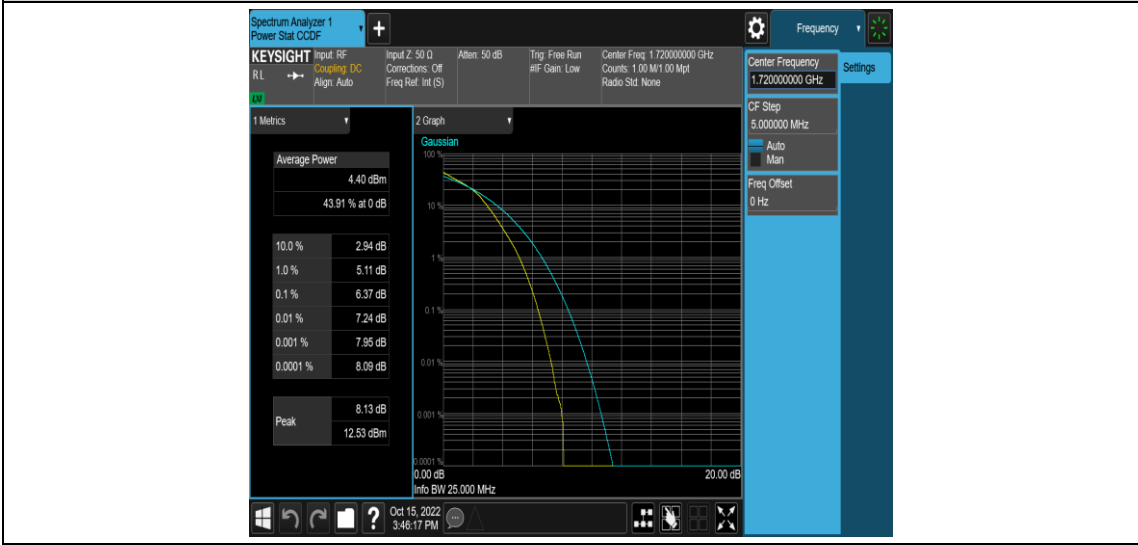 Spectrum Analyzer 1
Power Stat CCDF
+
Frequency
KEYSIGHT
R L
Input: RF
Coupling: DC
Align: Auto
Input Z: 50 Ω
Corrections: Off
Freq Ref: Int (S)
Atten: 50 dB
Trig: Free Run
#IF Gain: Low
Center Freq: 1.720000000 GHz
Counts: 1.00 M/1.00 Mpt
Radio Std: None
Center Frequency
1.720000000 GHz
Settings
CF Step
5.000000 MHz
Auto
Man
Freq Offset
0 Hz
1 Metrics
Average Power
4.40 dBm
43.91 % at 0 dB
10.0 % 2.94 dB
1.0 % 5.11 dB
0.1 % 6.37 dB
0.01 % 7.24 dB
0.001 % 7.95 dB
0.0001 % 8.09 dB
Peak
8.13 dB
12.53 dBm
2 Graph
Gaussian
100 %
10 %
1 %
0.1 %
0.01 %
0.001 %
0.0001 %
0.00 dB
20.00 dB
Info BW 25.000 MHz
?
Oct 15, 2022
3:46:17 PM